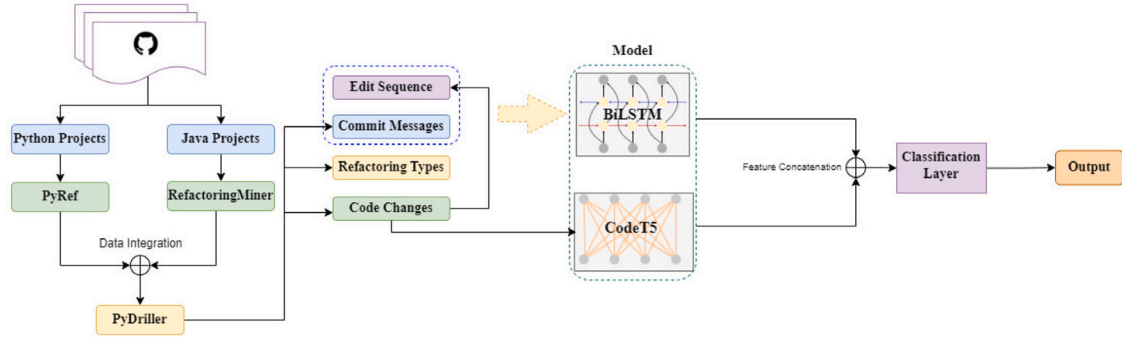 Model
Edit Sequence
BiLSTM
Python Projects
Java Projects
Commit Messages
Classification
Layer
Feature Concatenation
Output
Refactoring Types
PyRef
RefactoringMiner
Code Changes
CodeT5
Data Integration
PyDriller